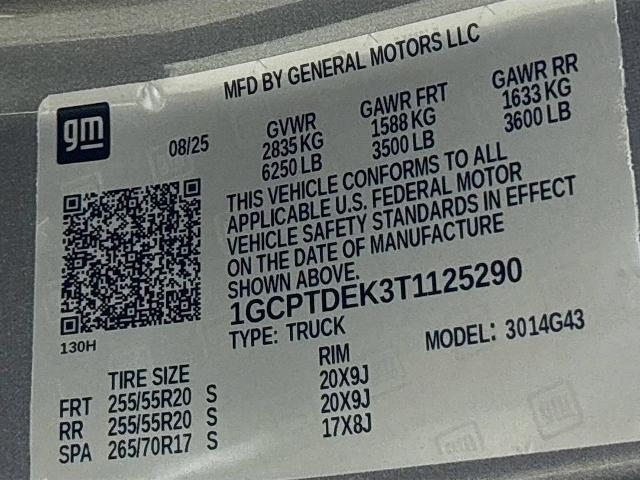 MFD BY GENERAL MOTORS LLC
gm
08/25
GVWR GAWR FRT GAWR RR
2835 KG 1588 KG 1633 KG
6250 LB 3500 LB 3600 LB
THIS VEHICLE CONFORMS TO ALL
APPLICABLE U.S. FEDERAL MOTOR
VEHICLE SAFETY STANDARDS IN EFFECT
ON THE DATE OF MANUFACTURE
SHOWN ABOVE.
1GCPTDEK3T1125290
TYPE: TRUCK MODEL: 3014G43
130H
TIRE SIZE RIM
FRT 255/55R20 S 20X9J
RR 255/55R20 S 20X9J
SPA 265/70R17 S 17X8J
gm